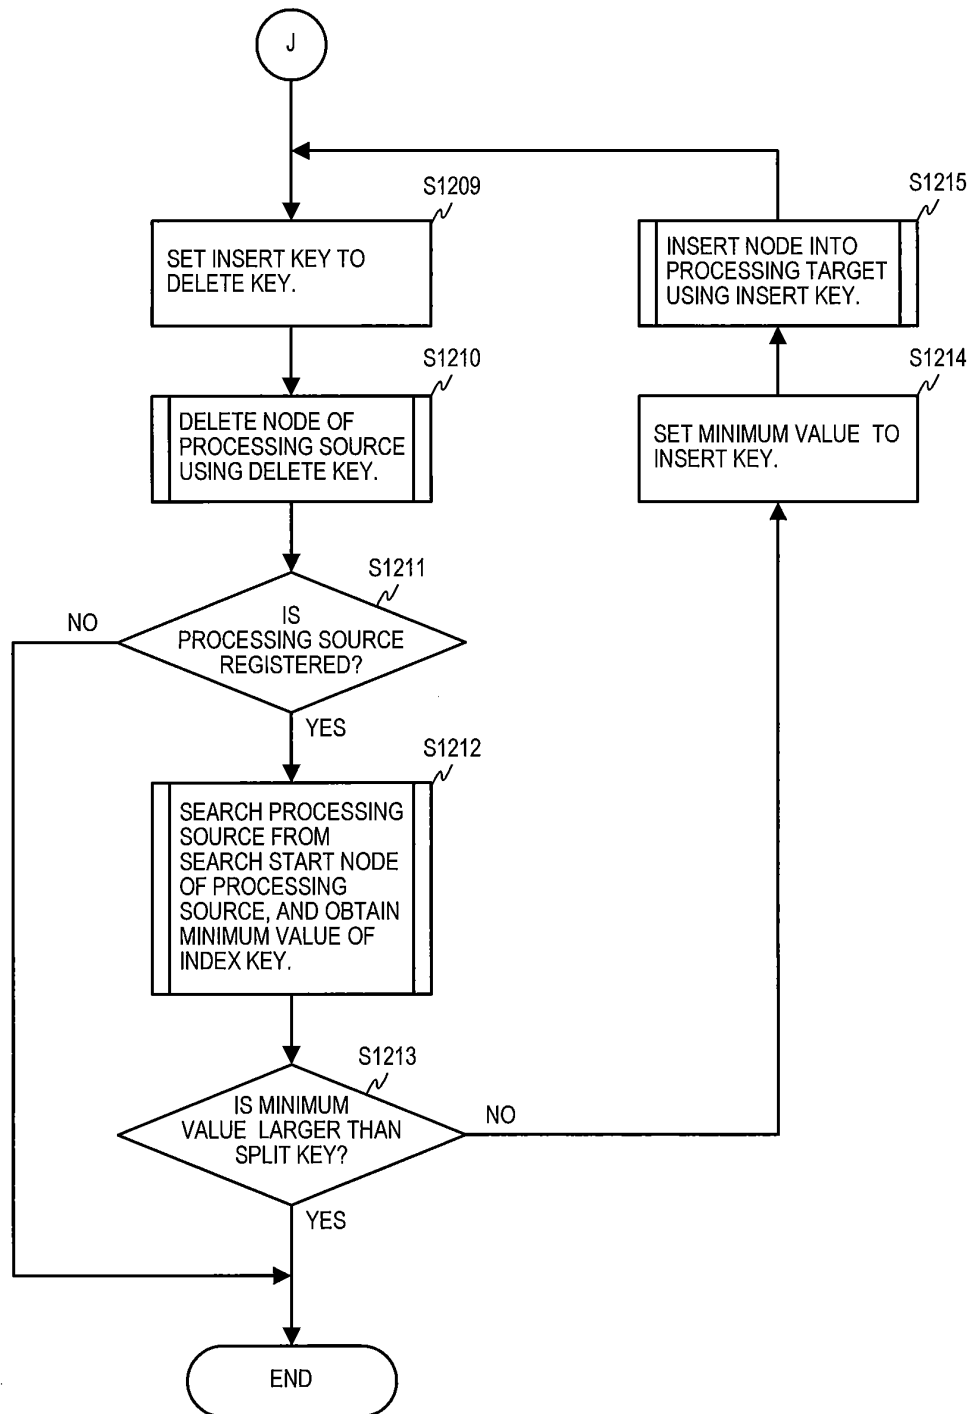 J
S1209
SET INSERT KEY TO
DELETE KEY.
S1210
DELETE NODE OF
PROCESSING SOURCE
USING DELETE KEY.
S1211
IS
PROCESSING SOURCE
REGISTERED?
NO
YES
S1212
SEARCH PROCESSING
SOURCE FROM
SEARCH START NODE
OF PROCESSING
SOURCE, AND OBTAIN
MINIMUM VALUE OF
INDEX KEY.
S1213
IS MINIMUM
VALUE LARGER THAN
SPLIT KEY?
NO
YES
S1214
SET MINIMUM VALUE TO
INSERT KEY.
S1215
INSERT NODE INTO
PROCESSING TARGET
USING INSERT KEY.
END